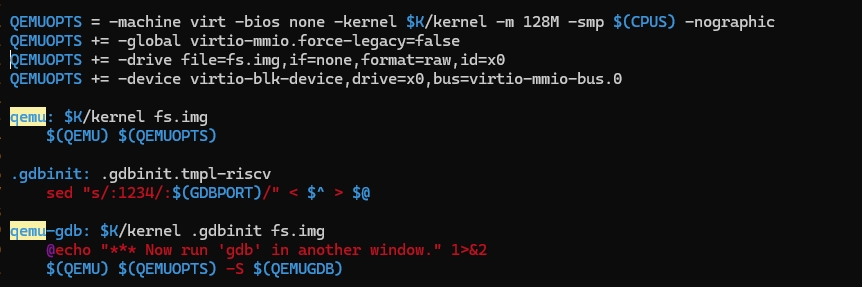 QEMUOPTS = -machine virt -bios none -kernel $K/kernel -m 128M -smp $(CPUS) -nographic
QEMUOPTS += -global virtio-mmio.force-legacy=false
QEMUOPTS += -drive file=fs.img,if=none,format=raw,id=x0
QEMUOPTS += -device virtio-blk-device,drive=x0,bus=virtio-mmio-bus.0
qemu: $K/kernel fs.img
$(QEMU) $(QEMUOPTS)
.gdbinit: .gdbinit.tmpl-riscv
sed "s/:1234/:$(GDBPORT)/" < $^ > $@
qemu-gdb: $K/kernel .gdbinit fs.img
@echo "*** Now run 'gdb' in another window." 1>&2
$(QEMU) $(QEMUOPTS) -S $(QEMUGDB)